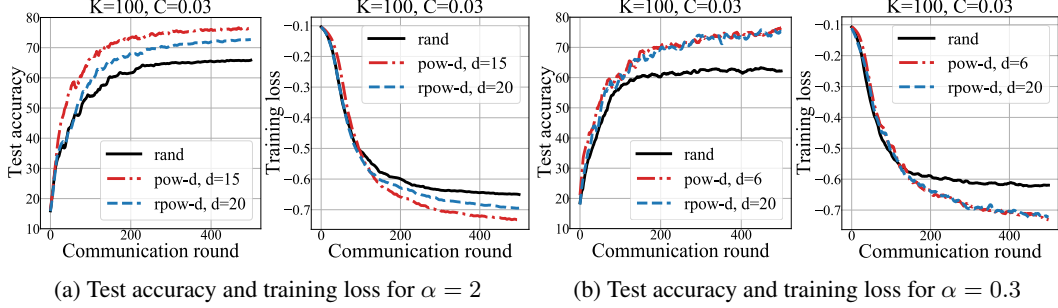 K=100, C=0.03
Test accuracy
80
70
60
50
40
30
20
10
rand
pow-d, d=15
rpow-d, d=20
0 200 400
Communication round
K=100, C=0.03
Training loss
−0.1
−0.2
−0.3
−0.4
−0.5
−0.6
−0.7
rand
pow-d, d=15
rpow-d, d=20
0 200 400
Communication round
K=100, C=0.03
Test accuracy
80
70
60
50
40
30
20
10
rand
pow-d, d=6
rpow-d, d=20
0 200 400
Communication round
K=100, C=0.03
Training loss
−0.1
−0.2
−0.3
−0.4
−0.5
−0.6
−0.7
rand
pow-d, d=6
rpow-d, d=20
0 200 400
Communication round
(a) Test accuracy and training loss for α = 2
(b) Test accuracy and training loss for α = 0.3